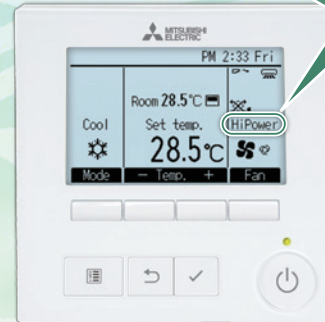 MITSUBISHI
ELECTRIC
PM 2:33 Fri
Room 28.5℃
Cool
Set temp.
HiPower
28.5℃
Mode
− Temp. +
Fan